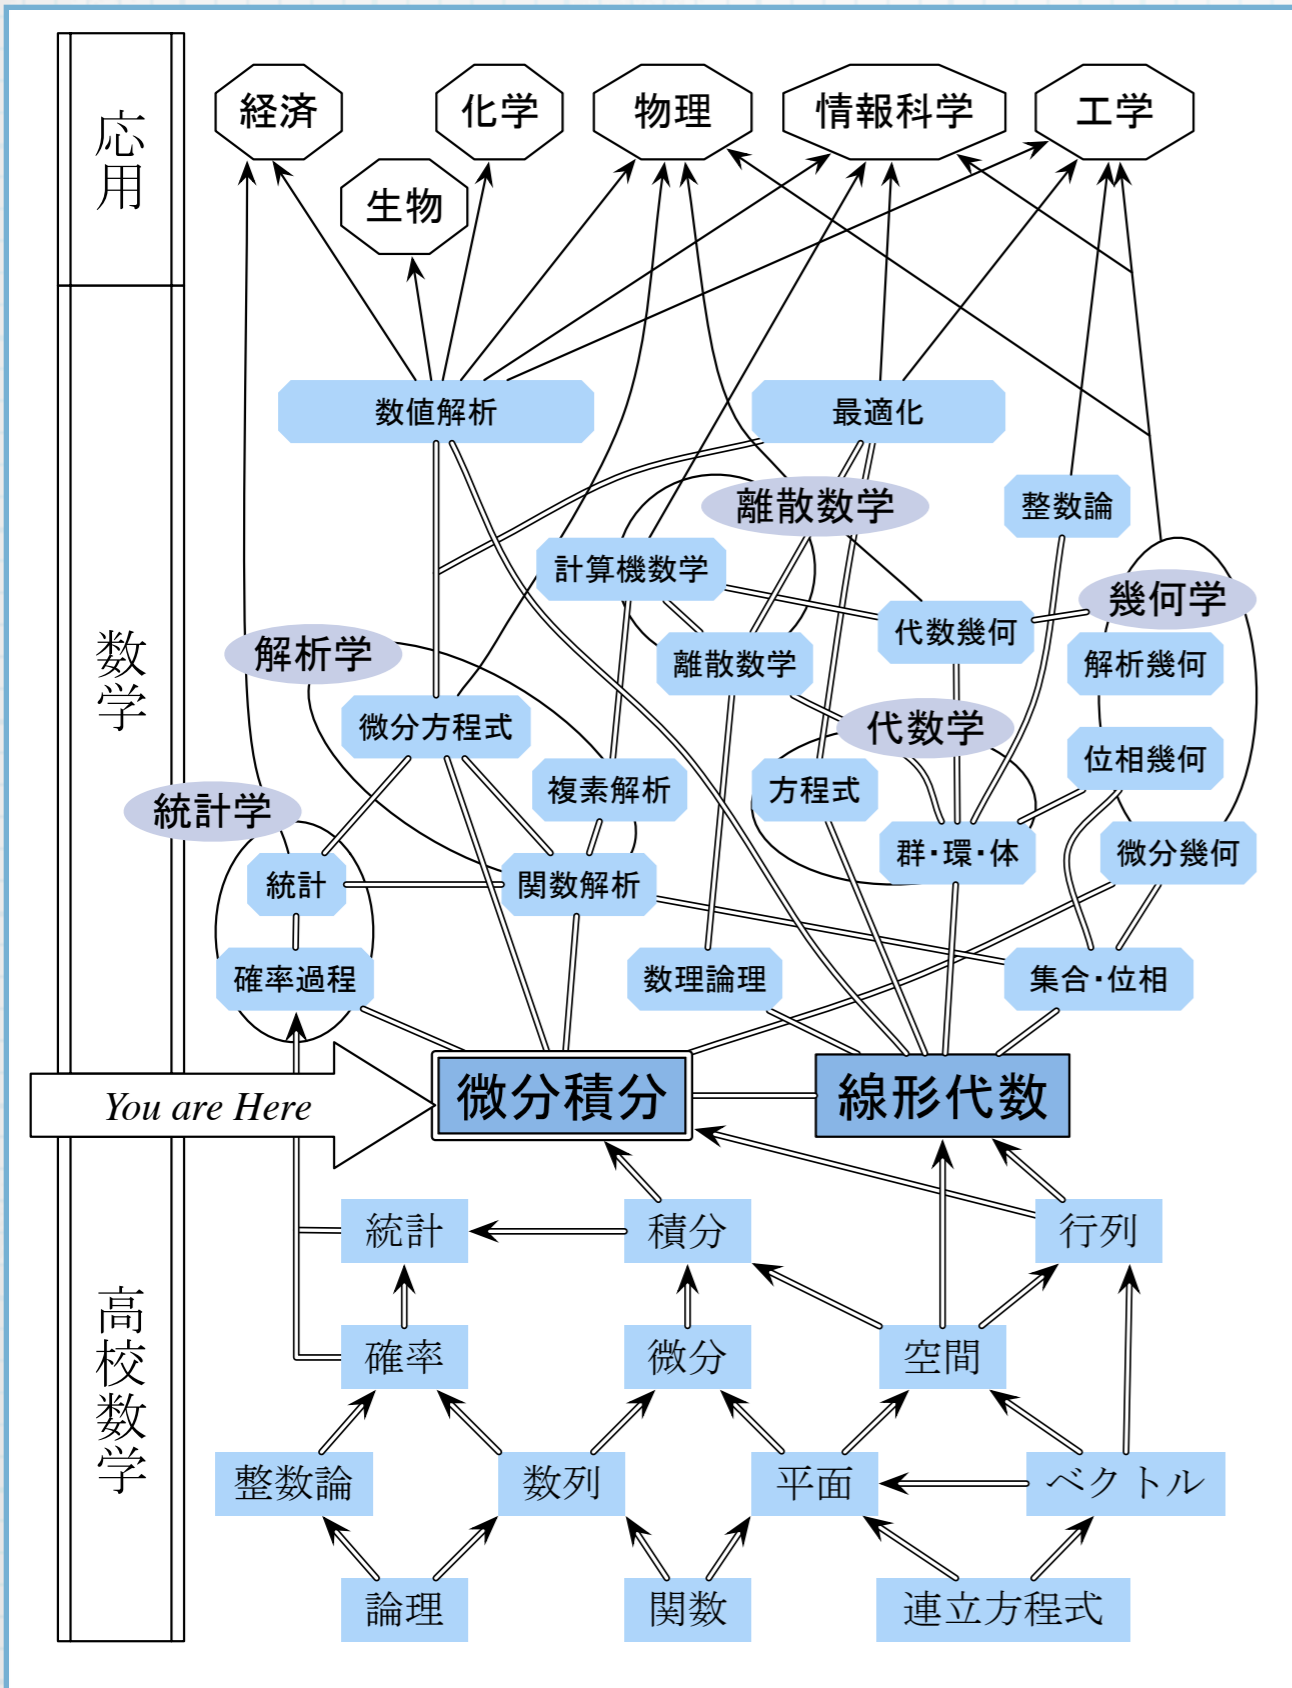 応用
経済
化学
物理
情報科学
工学
生物
数学
数値解析
最適化
離散数学
整数論
計算機数学
幾何学
代数幾何
解析学
離散数学
解析幾何
微分方程式
代数学
位相幾何
複素解析
方程式
統計学
群・環・体
微分幾何
統計
関数解析
確率過程
数理論理
集合・位相
You are Here
微分積分
線形代数
高校数学
統計
積分
行列
確率
微分
空間
整数論
数列
平面
ベクトル
論理
関数
連立方程式